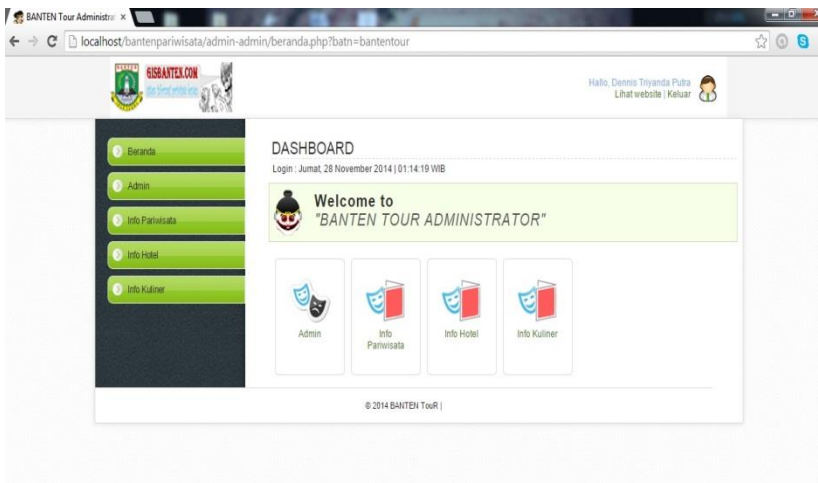 BANTEN Tour Administra
localhost/bantenpariwisata/admin-admin/beranda.php?batn=bantentour
GISBANTEN.COM
Hallo, Dennis Triyanda Putra
Lihat website | Keluar
Beranda
Admin
Info Pariwisata
Info Hotel
Info Kuliner
DASHBOARD
Login : Jumat, 28 November 2014 | 01:14:19 WIB
Welcome to
"BANTEN TOUR ADMINISTRATOR"
Admin
Info
Pariwisata
Info Hotel
Info Kuliner
© 2014 BANTEN TouR |